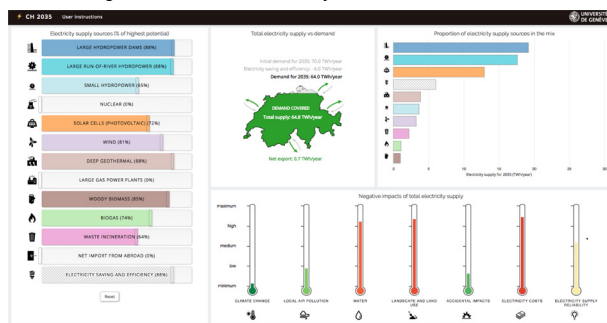 CH 2035 User instructions
UNIVERSITÉ
DE GENÈVE
Electricity supply sources (% of highest potential)
LARGE HYDROPOWER DAMS (88%)
LARGE RUN-OF-RIVER HYDROPOWER (88%)
SMALL HYDROPOWER (65%)
NUCLEAR (0%)
SOLAR CELLS (PHOTOVOLTAIC) (72%)
WIND (81%)
DEEP GEOTHERMAL (88%)
LARGE GAS POWER PLANTS (0%)
WOODY BIOMASS (85%)
BIOGAS (74%)
WASTE INCINERATION (64%)
NET IMPORT FROM ABROAD (0%)
ELECTRICITY SAVING AND EFFICIENCY (86%)
Reset
Total electricity supply vs demand
Initial demand for 2035: 70.0 TWh/year
Electricity saving and efficiency: -6.0 TWh/year
Demand for 2035: 64.0 TWh/year
DEMAND COVERED!
Total supply: 64.8 TWh/year
Net export: 0.7 TWh/year
Proportion of electricity supply sources in the mix
0 5 10 15 20 25 30
Electricity supply for 2035 (TWh/year)
Negative impacts of total electricity supply
maximum
high
medium
low
minimum
CLIMATE CHANGE
LOCAL AIR POLLUTION
WATER
LANDSCAPE AND LAND
USE
ACCIDENTAL IMPACTS
ELECTRICITY COSTS
ELECTRICITY SUPPLY
RELIABILITY